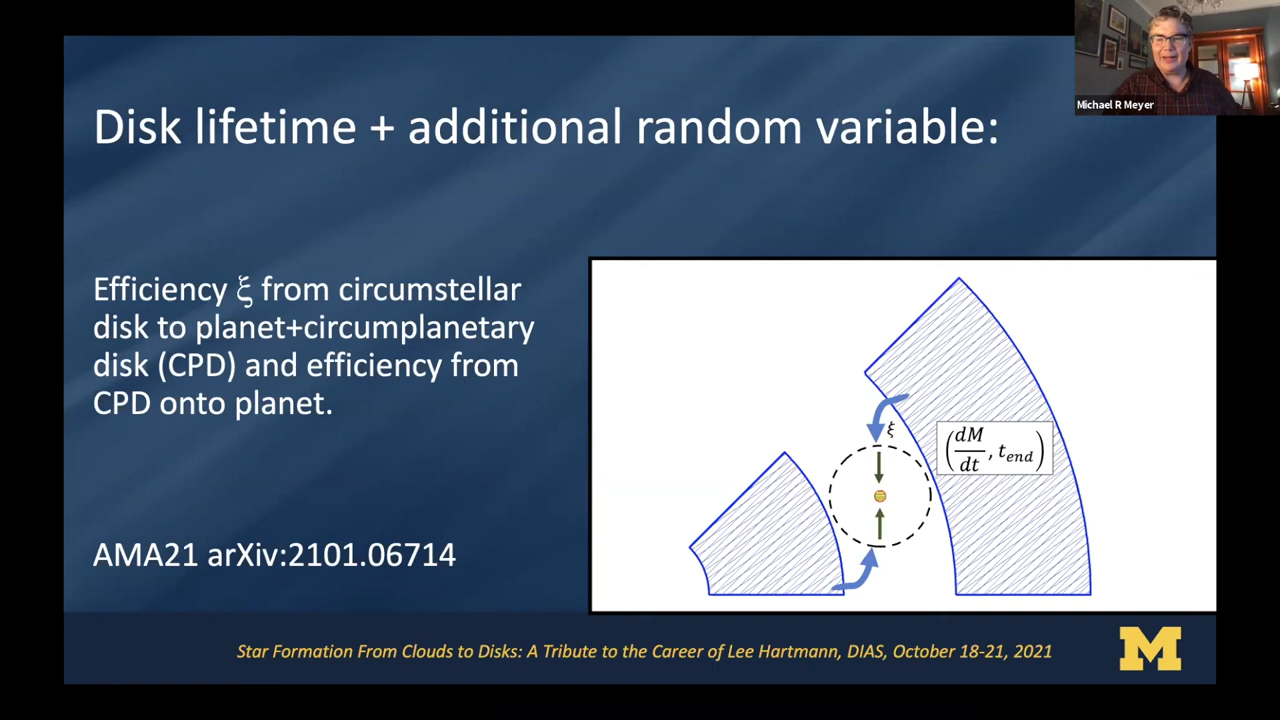 Michael R Meyer
Disk lifetime + additional random variable:
Efficiency ξ from circumstellar
disk to planet+circumplanetary
disk (CPD) and efficiency from
CPD onto planet.
ξ
(dM/dt, t_end)
AMA21 arXiv:2101.06714
Star Formation From Clouds to Disks: A Tribute to the Career of Lee Hartmann, DIAS, October 18-21, 2021
M